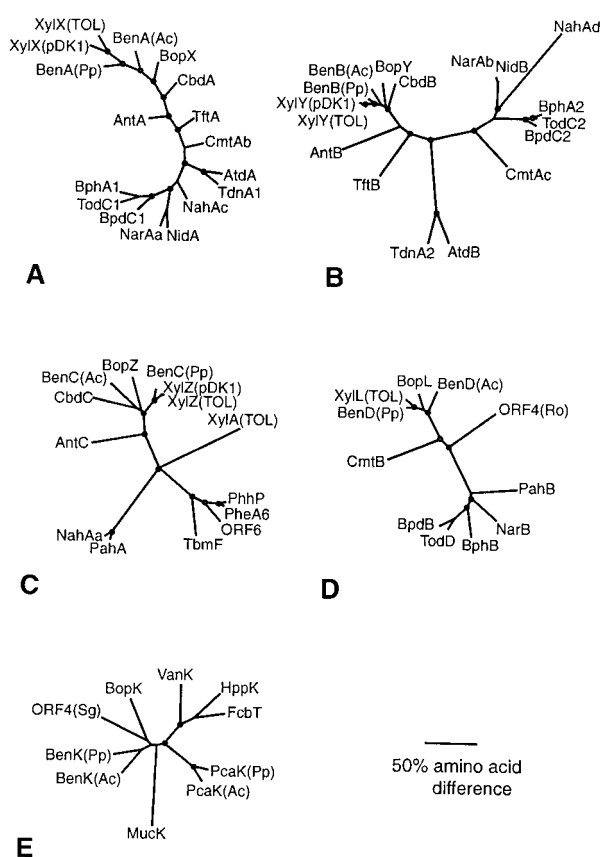 XylX(TOL)
XylX(pDK1)
BenA(Ac)
BenA(Pp)
BopX
CbdA
AntA
TftA
CmtAb
AtdA
TdnA1
BphA1
TodC1
BpdC1
NahAc
NarAa NidA
A
NahAd
BopY
BenB(Ac)
CbdB
BenB(Pp)
XylY(pDK1)
XylY(TOL)
NarAb NidB
BphA2
TodC2
BpdC2
AntB
TftB
CmtAc
TdnA2 AtdB
B
BopZ
BenC(Ac)
BenC(Pp)
XylZ(pDK1)
XylZ(TOL)
CbdC
XylA(TOL)
AntC
PhhP
PheA6
ORF6
TbmF
NahAa
PahA
C
BopL
XylL(TOL)
BenD(Ac)
BenD(Pp)
ORF4(Ro)
CmtB
PahB
BpdB
TodD
NarB
BphB
D
VanK
BopK
HppK
ORF4(Sg)
FcbT
BenK(Pp)
BenK(Ac)
PcaK(Pp)
PcaK(Ac)
MucK
E
50% amino acid
difference